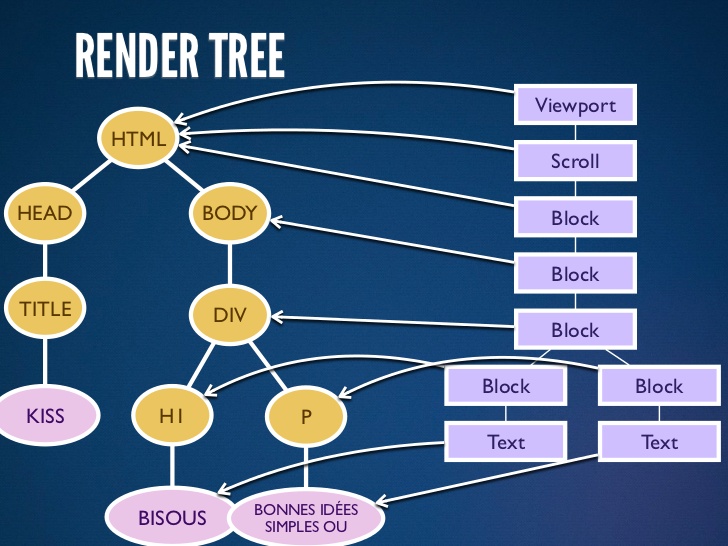 RENDER TREE
Viewport
HTML
Scroll
HEAD
BODY
Block
Block
TITLE
DIV
Block
Block
Block
KISS
H1
P
Text
Text
BISOUS
BONNES IDÉES
SIMPLES OU